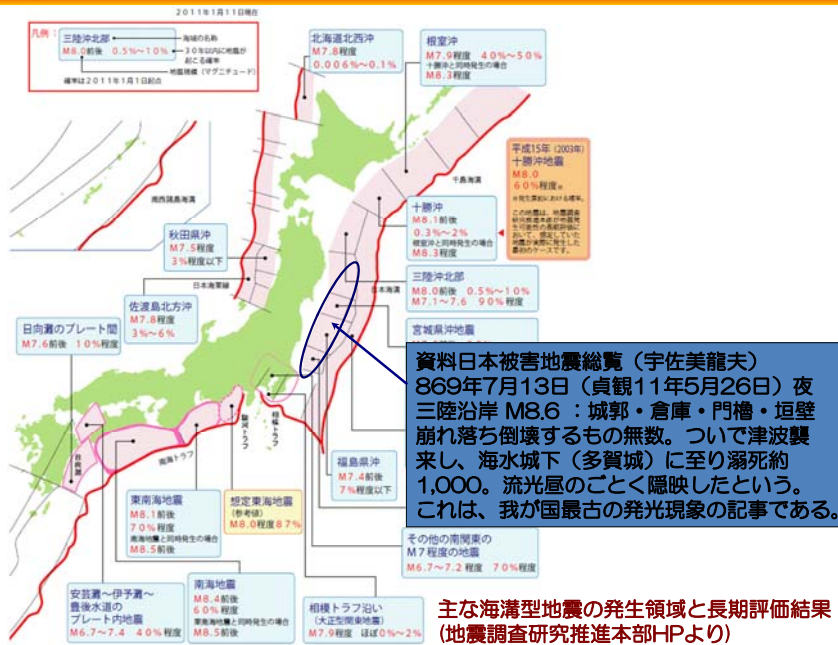 2011年1月11日現在
凡例：
三陸沖北部
M8.0前後 0.5%～10%
海域の名称
30年以内に地震が
起こる確率
地震規模（マグニチュード）
確率は2011年1月1日起点
北海道北西沖
M7.8程度
0.006%～0.1%
根室沖
M7.9程度 40%～50%
十勝沖と同時発生の場合
M8.3程度
平成15年（2003年）
十勝沖地震
M8.0
60%程度
千島海溝
南西諸島海溝
十勝沖
M8.1前後
0.3%～2%
根室沖と同時発生の場合
M8.3程度
秋田県沖
M7.5程度
3%程度以下
日本海東縁
日本海溝
三陸沖北部
M8.0前後 0.5%～10%
M7.1～7.6 90%程度
佐渡島北方沖
M7.8程度
3%～6%
宮城県沖地震
日向灘のプレート間
M7.6前後 10%程度
資料日本被害地震総覧（宇佐美龍夫）
869年7月13日（貞観11年5月26日）夜
三陸沿岸 M8.6 ：城郭・倉庫・門櫓・垣壁
崩れ落ち倒壊するもの無数。ついで津波襲
来し、海水城下（多賀城）に至り溺死約
1,000。流光昼のごとく隠映したという。
これは、我が国最古の発光現象の記事である。
日向灘
南海トラフ
駿河トラフ
相模トラフ
福島県沖
M7.4前後
7%程度以下
東南海地震
M8.1前後
70%程度
南海地震と同時発生の場合
M8.5前後
想定東海地震
(参考値)
M8.0程度87%
その他の南関東の
M7程度の地震
M6.7～7.2 程度 70%程度
安芸灘～伊予灘～
豊後水道の
プレート内地震
M6.7～7.4 40%程度
南海地震
M8.4前後
60%程度
東南海地震と同時発生の場合
M8.5前後
相模トラフ沿い
(大正型関東地震)
M7.9程度 ほぼ0%～2%
主な海溝型地震の発生領域と長期評価結果
(地震調査研究推進本部HPより)